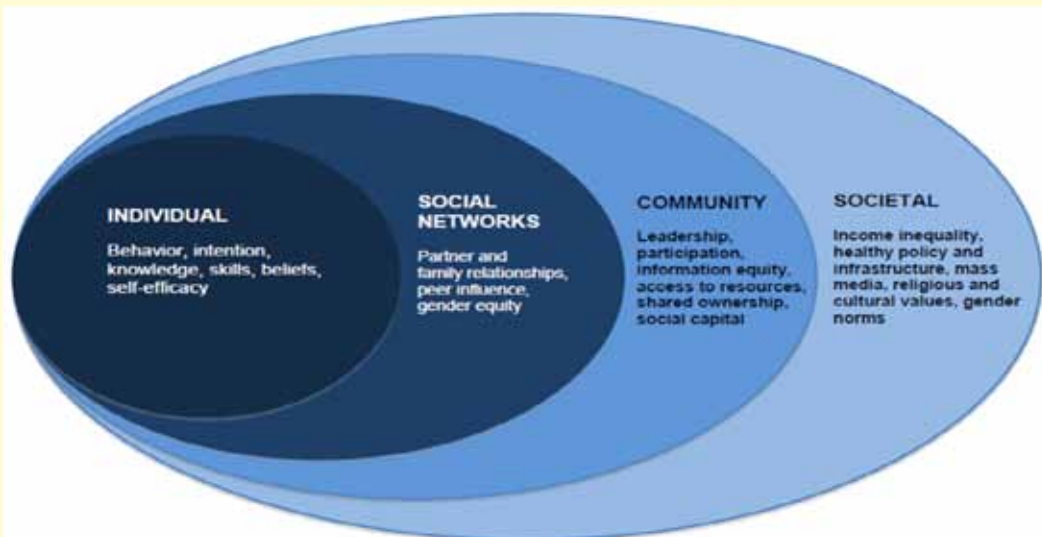 INDIVIDUAL
Behavior, intention,
knowledge, skills, beliefs,
self-efficacy
SOCIAL
NETWORKS
Partner and
family relationships,
peer influence,
gender equity
COMMUNITY
Leadership,
participation,
information equity,
access to resources,
shared ownership,
social capital
SOCIETAL
Income inequality,
healthy policy and
infrastructure, mass
media, religious and
cultural values, gender
norms